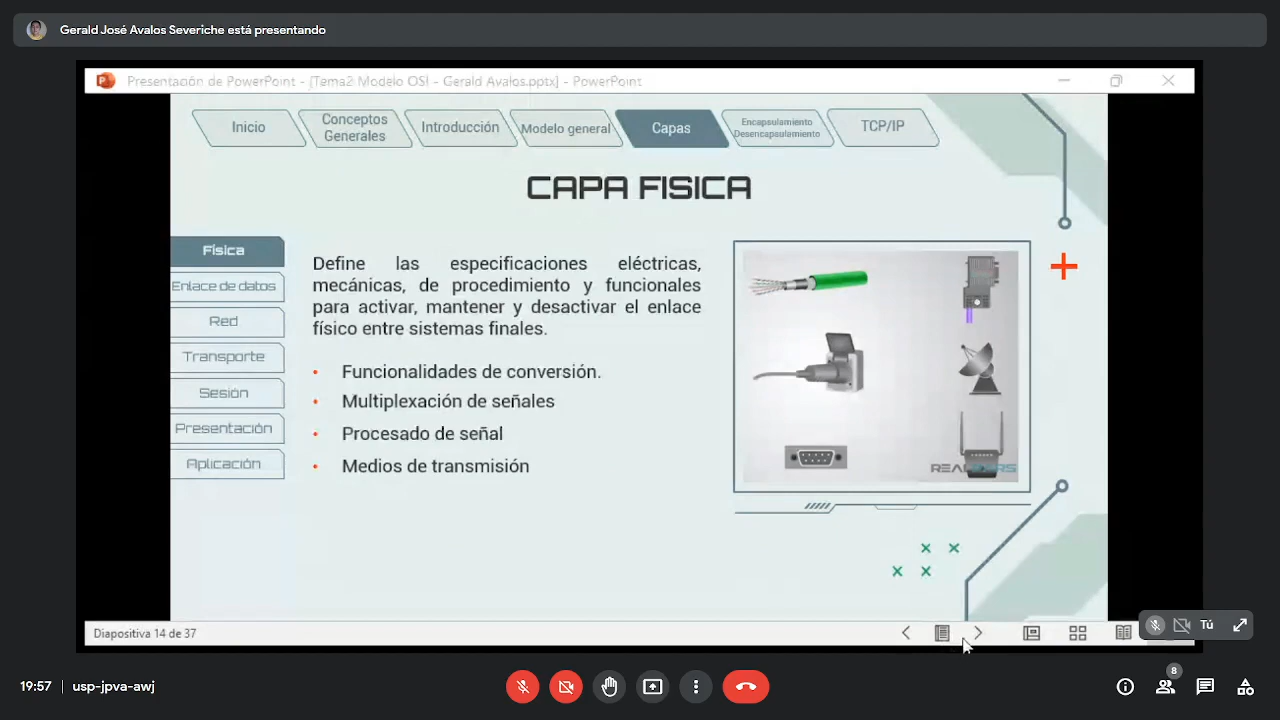 Gerald José Avalos Severiche está presentando
Presentación de PowerPoint - [Tema2 Modelo OSI - Gerald Avalos.pptx] - PowerPoint
Inicio
Conceptos
Generales
Introducción
Modelo general
Capas
Encapsulamiento
Desencapsulamiento
TCP/IP
CAPA FISICA
Física
Enlace de datos
Red
Transporte
Sesión
Presentación
Aplicación
Define las especificaciones eléctricas,
mecánicas, de procedimiento y funcionales
para activar, mantener y desactivar el enlace
físico entre sistemas finales.
• Funcionalidades de conversión.
• Multiplexación de señales
• Procesado de señal
• Medios de transmisión
Diapositiva 14 de 37
Tú
19:57 | usp-jpva-awj
8